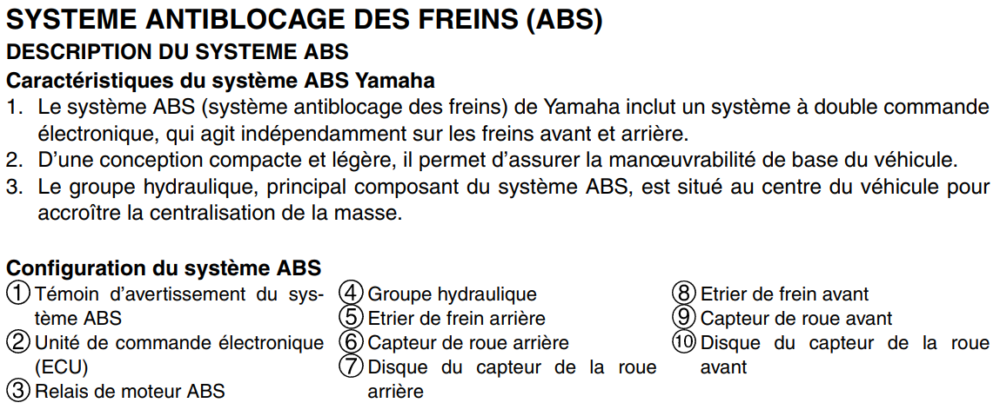 SYSTEME ANTIBLOCAGE DES FREINS (ABS)
DESCRIPTION DU SYSTEME ABS
Caractéristiques du système ABS Yamaha
1. Le système ABS (système antiblocage des freins) de Yamaha inclut un système à double commande
électronique, qui agit indépendamment sur les freins avant et arrière.
2. D’une conception compacte et légère, il permet d’assurer la manœuvrabilité de base du véhicule.
3. Le groupe hydraulique, principal composant du système ABS, est situé au centre du véhicule pour
accroître la centralisation de la masse.
Configuration du système ABS
① Témoin d’avertissement du sys-
tème ABS
② Unité de commande électronique
(ECU)
③ Relais de moteur ABS
④ Groupe hydraulique
⑤ Etrier de frein arrière
⑥ Capteur de roue arrière
⑦ Disque du capteur de la roue
arrière
⑧ Etrier de frein avant
⑨ Capteur de roue avant
⑩ Disque du capteur de la roue
avant